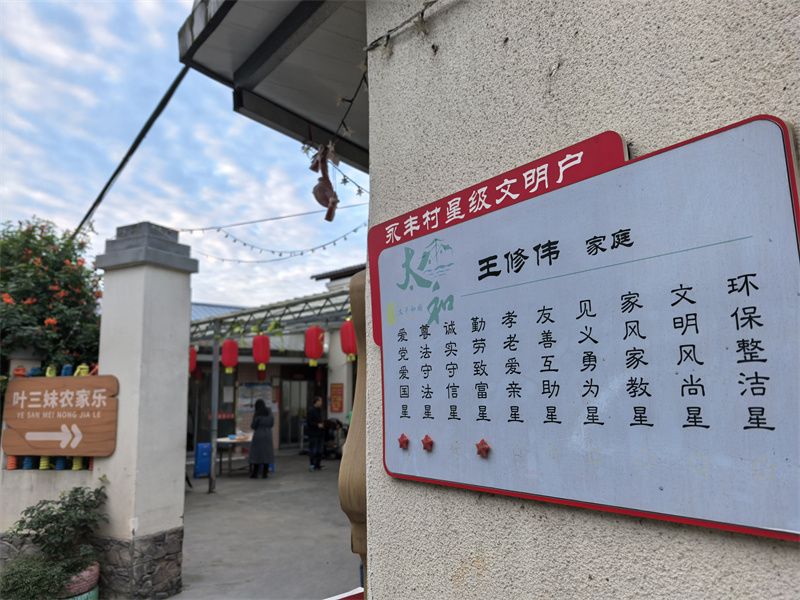 永丰村星级文明户
太和
王修伟 家庭
爱党爱国星
尊法守法星
诚实守信星
勤劳致富星
孝老爱亲星
友善互助星
见义勇为星
家风家教星
文明风尚星
环保整洁星
叶三妹农家乐
YE SAN MEI NONG JIA LE